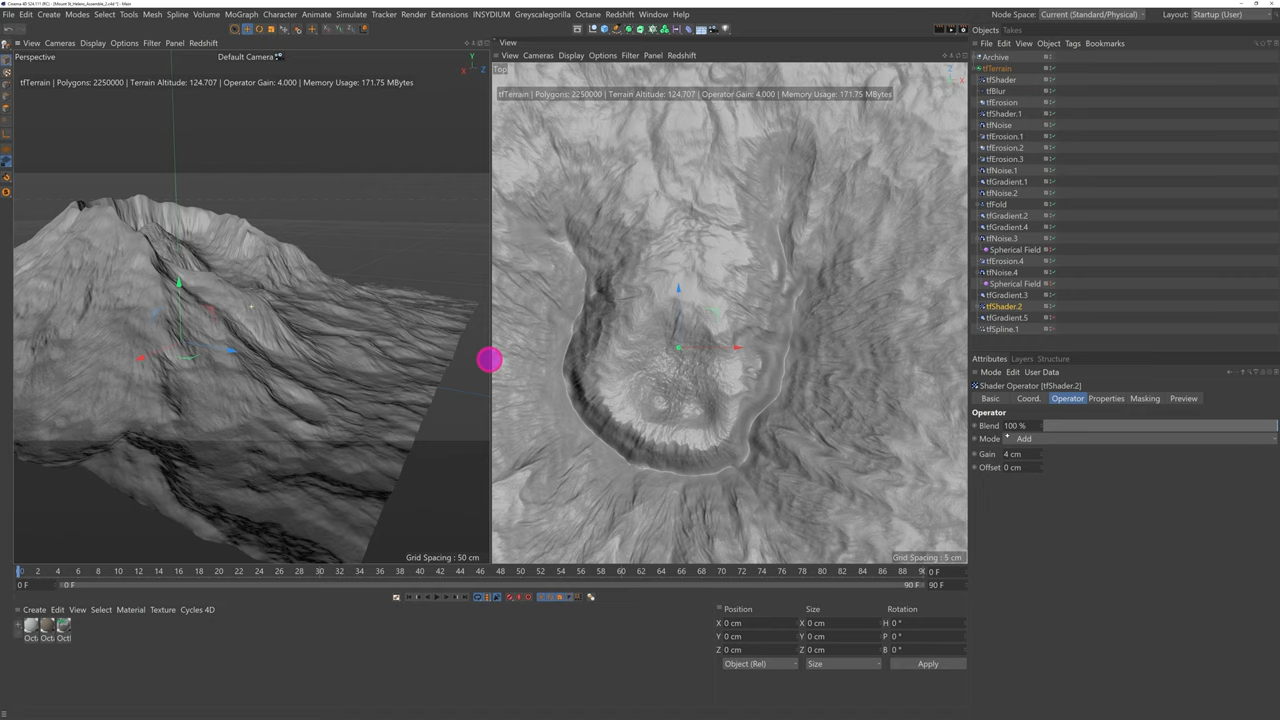 Cinema 4D S24.111 (RC) - [Mount St_Helens_Assemble_2.c4d *] - Main
File Edit Create Modes Select Tools Mesh Spline Volume MoGraph Character Animate Simulate Tracker Render Extensions INSYDIUM Greyscalegorilla Octane Redshift Window Help
Node Space: Current (Standard/Physical) Layout: Startup (User)
View Cameras Display Options Filter Panel Redshift
Perspective
Default Camera
tfTerrain | Polygons: 2250000 | Terrain Altitude: 124.707 | Operator Gain: 4.000 | Memory Usage: 171.75 MBytes
Y
X
Z
Grid Spacing : 50 cm
View
View Cameras Display Options Filter Panel Redshift
Top
Z
X
tfTerrain | Polygons: 2250000 | Terrain Altitude: 124.707 | Operator Gain: 4.000 | Memory Usage: 171.75 MBytes
Grid Spacing : 5 cm
Objects Takes
File Edit View Object Tags Bookmarks
Archive
tfTerrain
tfShader
tfBlur
tfErosion
tfShader.1
tfNoise
tfErosion.1
tfErosion.2
tfErosion.3
tfNoise.1
tfGradient.1
tfNoise.2
tfFold
tfGradient.2
tfGradient.4
tfNoise.3
Spherical Field
tfErosion.4
tfNoise.4
Spherical Field
tfGradient.3
tfShader.2
tfGradient.5
tfSpline.1
Attributes Layers Structure
Mode Edit User Data
Shader Operator [tfShader.2]
Basic Coord. Operator Properties Masking Preview
Operator
Blend 100 %
Mode Add
Gain 4 cm
Offset 0 cm
0 2 4 6 8 10 12 14 16 18 20 22 24 26 28 30 32 34 36 38 40 42 44 46 48 50 52 54 56 58 60 62 64 66 68 70 72 74 76 78 80 82 84 86 88 0 F
0 F 0 F 90 F 90 F
Create Edit View Select Material Texture Cycles 4D
Octl Octl Octl
Position Size Rotation
X 0 cm X 0 cm H 0 °
Y 0 cm Y 0 cm P 0 °
Z 0 cm Z 0 cm B 0 °
Object (Rel) Size Apply